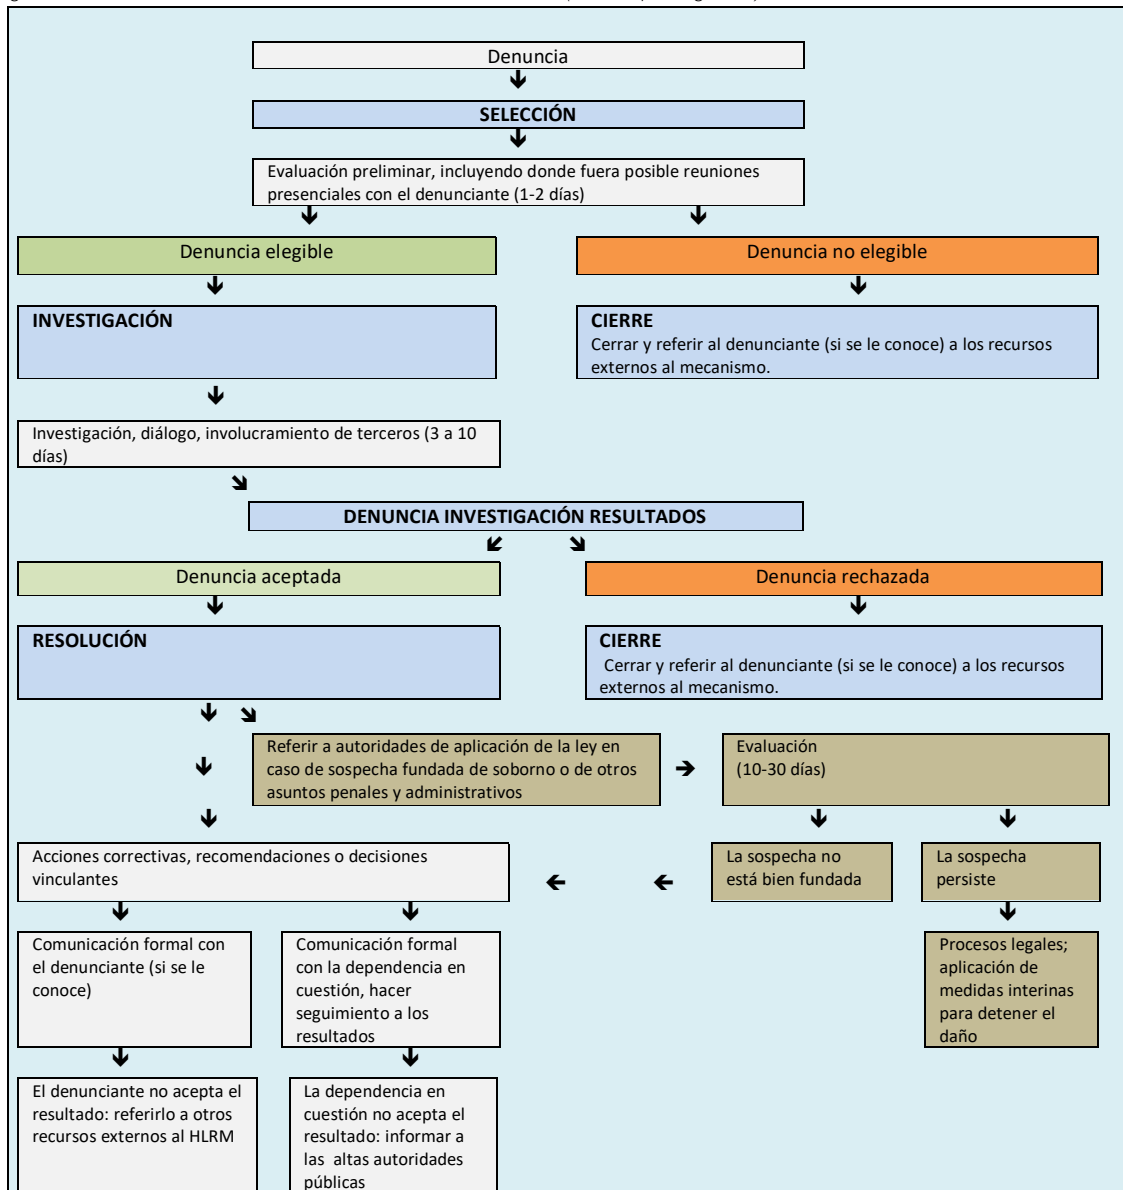 Denuncia
SELECCIÓN
Evaluación preliminar, incluyendo donde fuera posible reuniones
presenciales con el denunciante (1-2 días)
Denuncia elegible
Denuncia no elegible
INVESTIGACIÓN
CIERRE
Cerrar y referir al denunciante (si se le conoce) a los recursos
externos al mecanismo.
Investigación, diálogo, involucramiento de terceros (3 a 10
días)
DENUNCIA INVESTIGACIÓN RESULTADOS
Denuncia aceptada
Denuncia rechazada
RESOLUCIÓN
CIERRE
Cerrar y referir al denunciante (si se le conoce) a los recursos
externos al mecanismo.
Referir a autoridades de aplicación de la ley en
caso de sospecha fundada de soborno o de otros
asuntos penales y administrativos
Evaluación
(10-30 días)
Acciones correctivas, recomendaciones o decisiones
vinculantes
La sospecha no
está bien fundada
La sospecha
persiste
Comunicación formal con
el denunciante (si se le
conoce)
Comunicación formal
con la dependencia en
cuestión, hacer
seguimiento a los
resultados
Procesos legales;
aplicación de
medidas interinas
para detener el
daño
El denunciante no acepta el
resultado: referirlo a otros
recursos externos al HLRM
La dependencia en
cuestión no acepta el
resultado: informar a
las altas autoridades
públicas